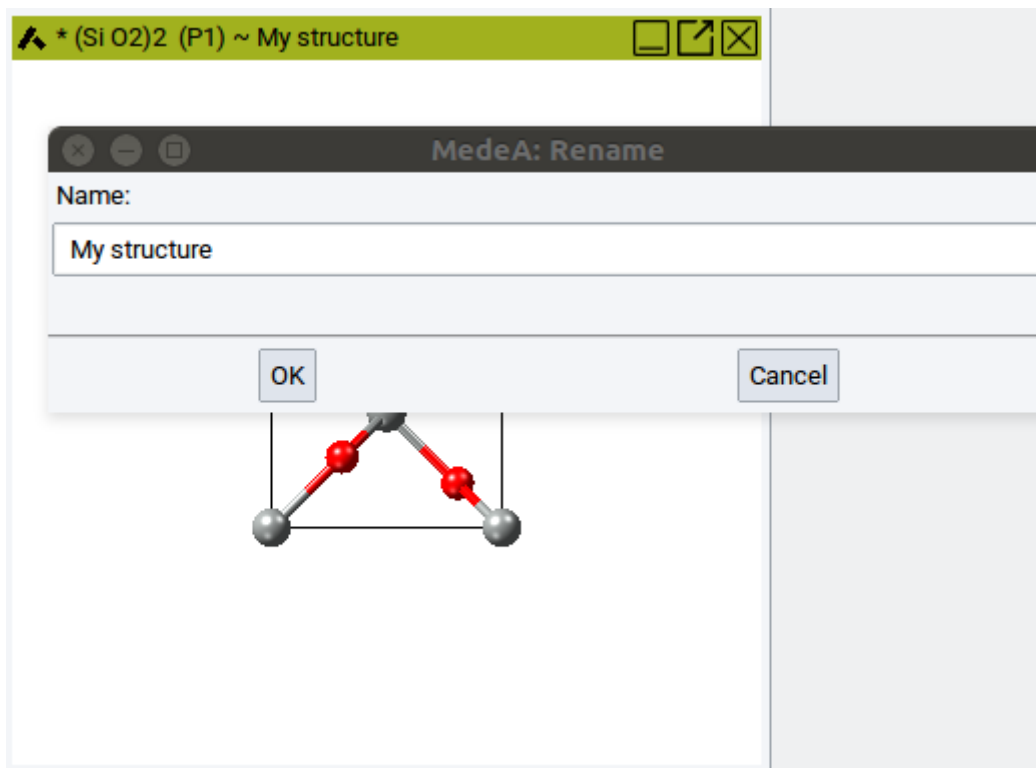 * (Si O2)2 (P1) ~ My structure
MedeA: Rename
Name:
My structure
OK Cancel